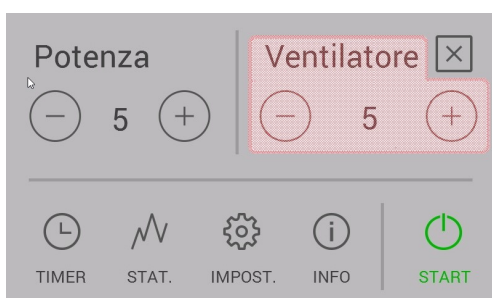 Potenza
Ventilatore
5
5
TIMER
STAT.
IMPOST.
INFO
START